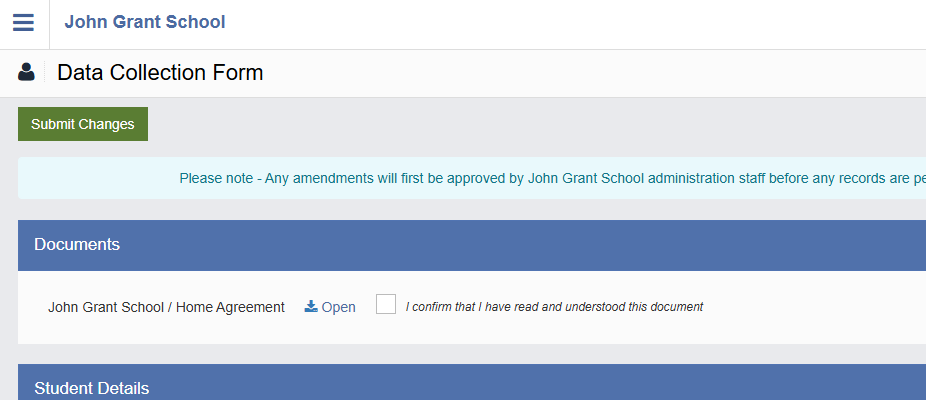 John Grant School
Data Collection Form
Submit Changes
Please note - Any amendments will first be approved by John Grant School administration staff before any records are
Documents
John Grant School / Home Agreement Open I confirm that I have read and understood this document
Student Details